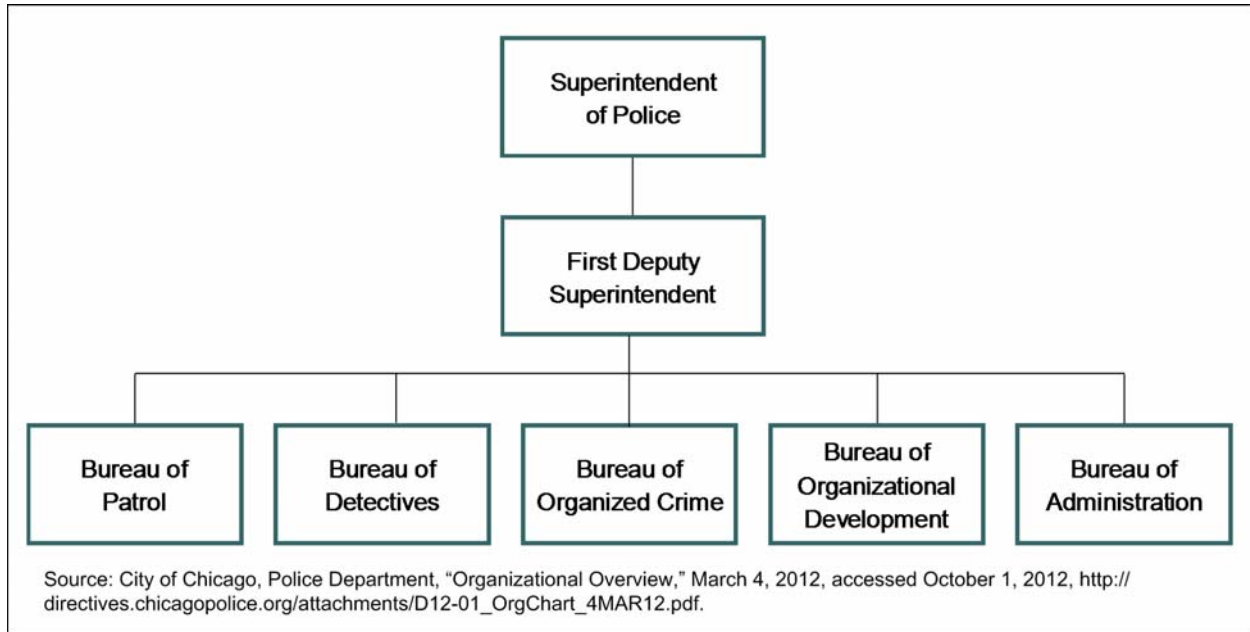 Superintendent
of Police
First Deputy
Superintendent
Bureau of
Patrol
Bureau of
Detectives
Bureau of
Organized Crime
Bureau of
Organizational
Development
Bureau of
Administration
Source: City of Chicago, Police Department, “Organizational Overview,” March 4, 2012, accessed October 1, 2012, http://
directives.chicagopolice.org/attachments/D12-01_OrgChart_4MAR12.pdf.